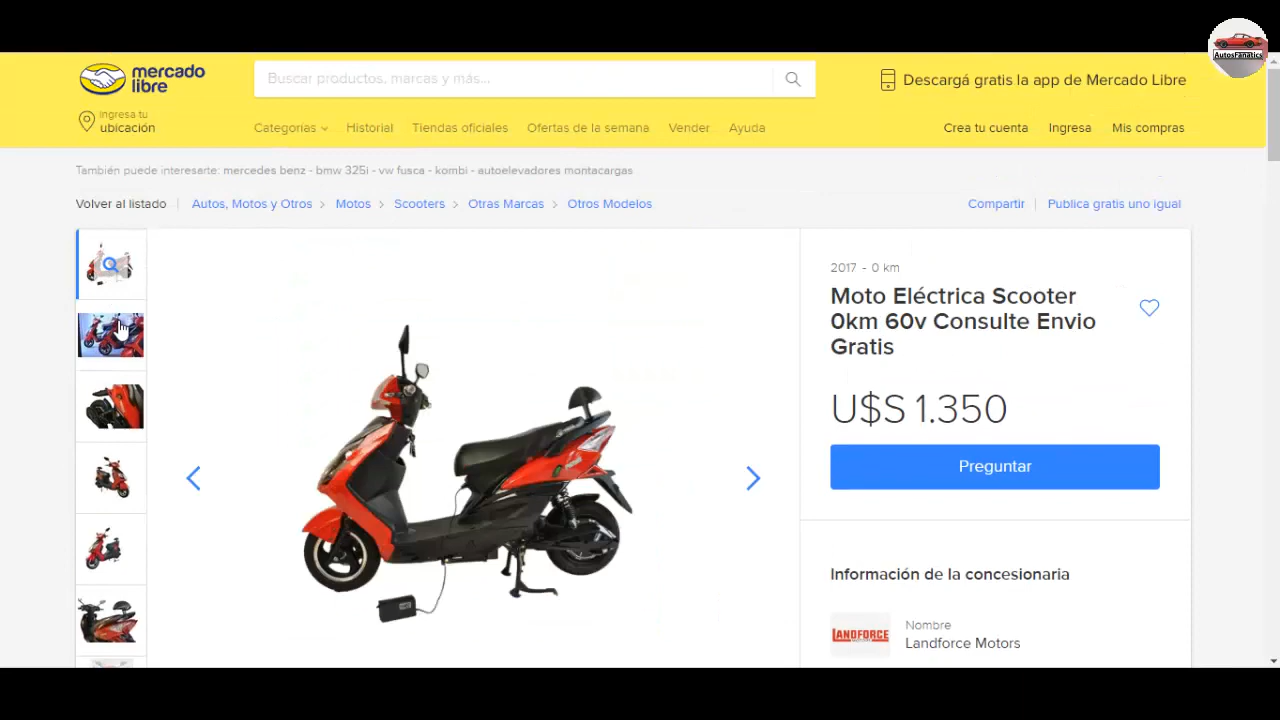 AutosFanatico
mercado
libre
Buscar productos, marcas y más...
Descargá gratis la app de Mercado Libre
Ingresa tu
ubicación
Categorías
Historial
Tiendas oficiales
Ofertas de la semana
Vender
Ayuda
Crea tu cuenta
Ingresa
Mis compras
También puede interesarte: mercedes benz - bmw 325i - vw fusca - kombi - autoelevadores montacargas
Volver al listado
Autos, Motos y Otros
Motos
Scooters
Otras Marcas
Otros Modelos
Compartir
Publica gratis uno igual
2017 - 0 km
Moto Eléctrica Scooter
0km 60v Consulte Envio
Gratis
U$S 1.350
Preguntar
Información de la concesionaria
LANDFORCE
Nombre
Landforce Motors